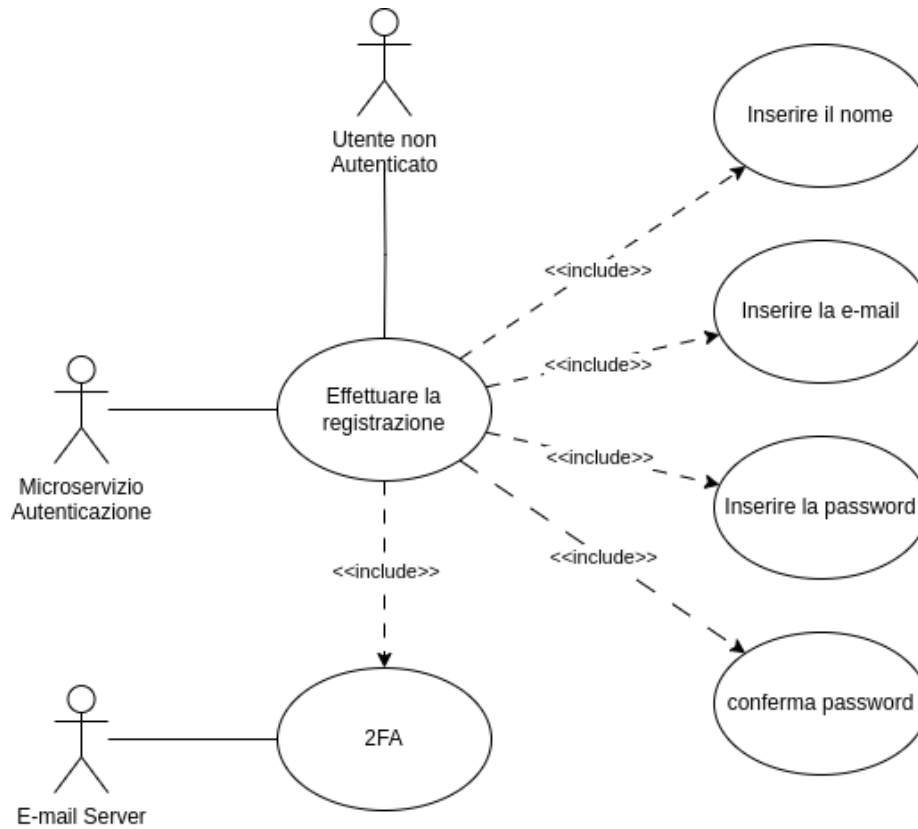 Utente non
Autenticato
Inserire il nome
<<include>>
Inserire la e-mail
<<include>>
Effettuare la
registrazione
<<include>>
Microservizio
Autenticazione
Inserire la password
<<include>>
<<include>>
conferma password
2FA
E-mail Server